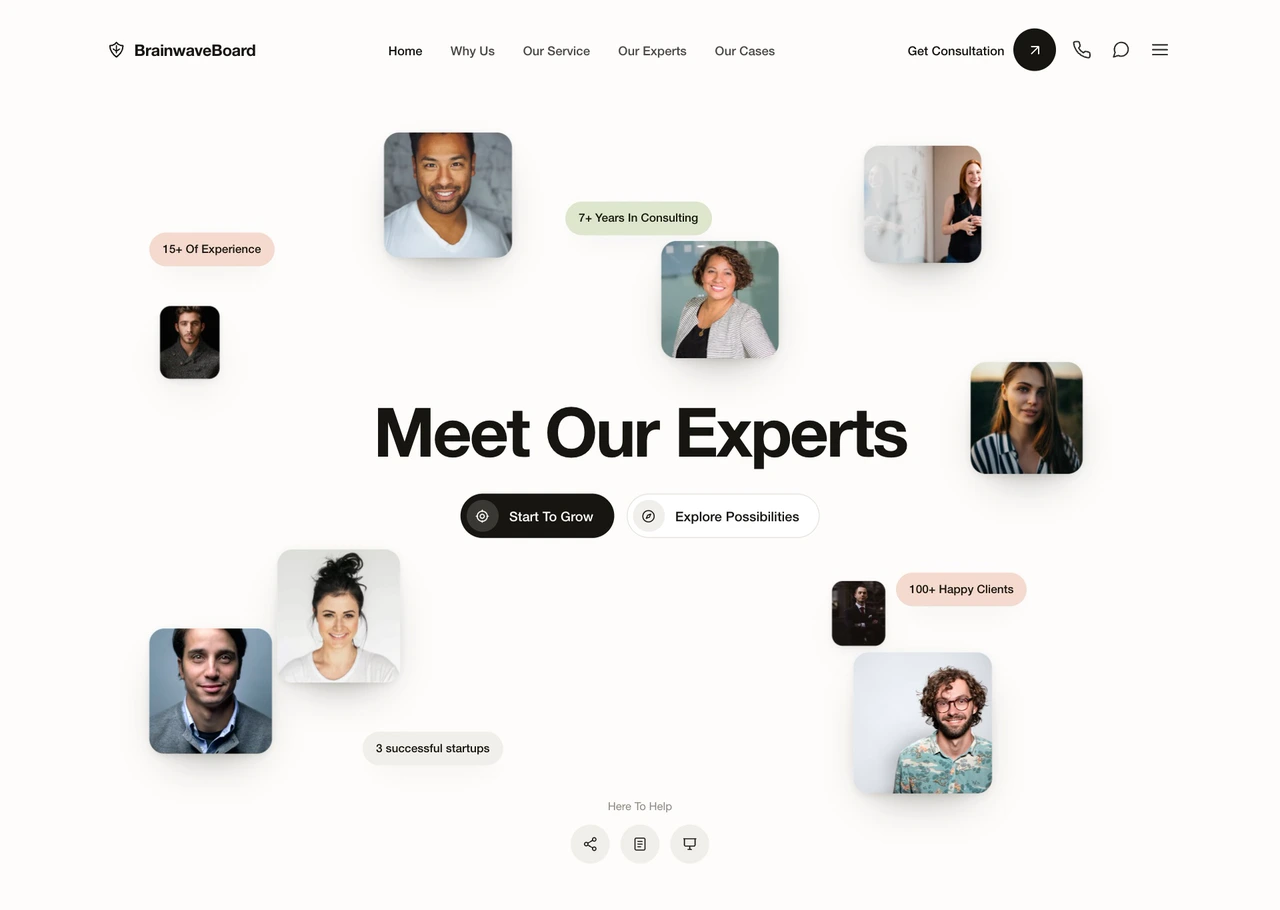 BrainwaveBoard
Home
Why Us
Our Service
Our Experts
Our Cases
Get Consultation
7+ Years In Consulting
15+ Of Experience
Meet Our Experts
Start To Grow
Explore Possibilities
100+ Happy Clients
3 successful startups
Here To Help